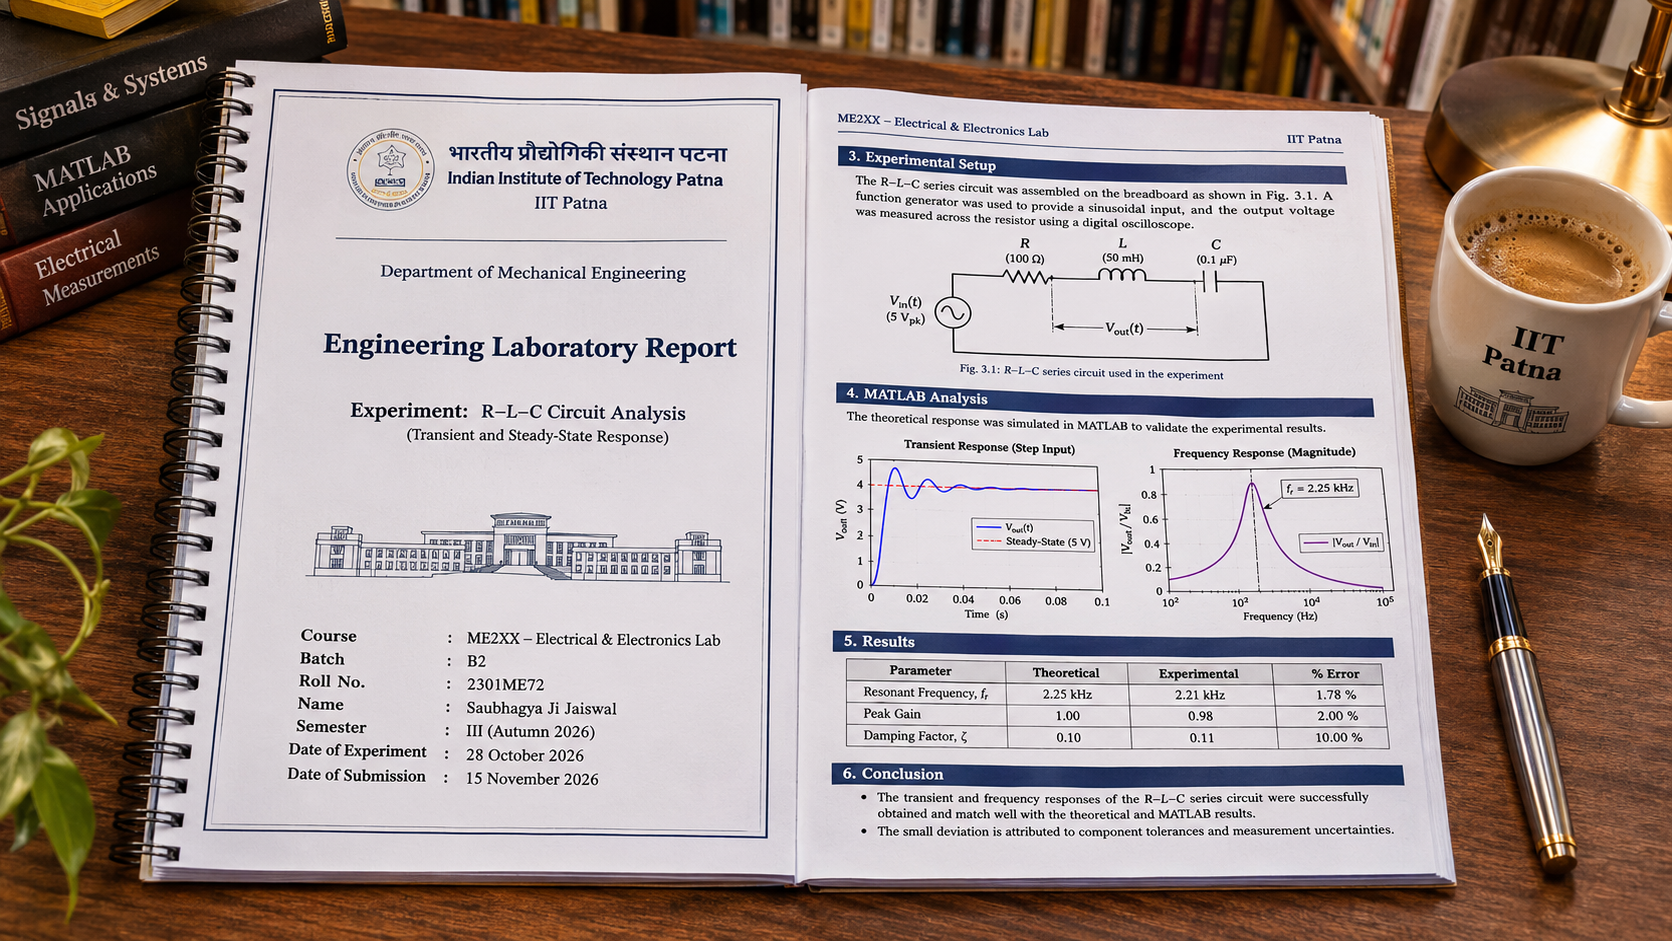 Signals & Systems
MATLAB
Applications
Electrical
Measurements
भारतीय प्रौद्योगिकी संस्थान पटना
Indian Institute of Technology Patna
IIT Patna
Department of Mechanical Engineering
Engineering Laboratory Report
Experiment: R–L–C Circuit Analysis
(Transient and Steady-State Response)
Course : ME2XX – Electrical & Electronics Lab
Batch : B2
Roll No. : 2301ME72
Name : Saubhagya Ji Jaiswal
Semester : III (Autumn 2026)
Date of Experiment : 28 October 2026
Date of Submission : 15 November 2026
ME2XX – Electrical & Electronics Lab
IIT Patna
3. Experimental Setup
The R–L–C series circuit was assembled on the breadboard as shown in Fig. 3.1. A
function generator was used to provide a sinusoidal input, and the output voltage
was measured across the resistor using a digital oscilloscope.
R L C
(100 Ω) (50 mH) (0.1 μF)
Vin(t)
(5 Vpk)
Vout(t)
Fig. 3.1: R–L–C series circuit used in the experiment
4. MATLAB Analysis
The theoretical response was simulated in MATLAB to validate the experimental results.
Transient Response (Step Input)
5
4
3
2
1
0
0 0.02 0.04 0.06 0.08 0.1
Time (s)
Vout(t)
Steady-State (5 V)
Frequency Response (Magnitude)
1
0.8
0.6
0.4
0.2
0
10² 10³ 10⁴ 10⁵
Frequency (Hz)
fr = 2.25 kHz
|Vout / Vin|
5. Results
Parameter Theoretical Experimental % Error
Resonant Frequency, fr 2.25 kHz 2.21 kHz 1.78 %
Peak Gain 1.00 0.98 2.00 %
Damping Factor, ζ 0.10 0.11 10.00 %
6. Conclusion
• The transient and frequency responses of the R–L–C series circuit were successfully
obtained and match well with the theoretical and MATLAB results.
• The small deviation is attributed to component tolerances and measurement uncertainties.
IIT
Patna